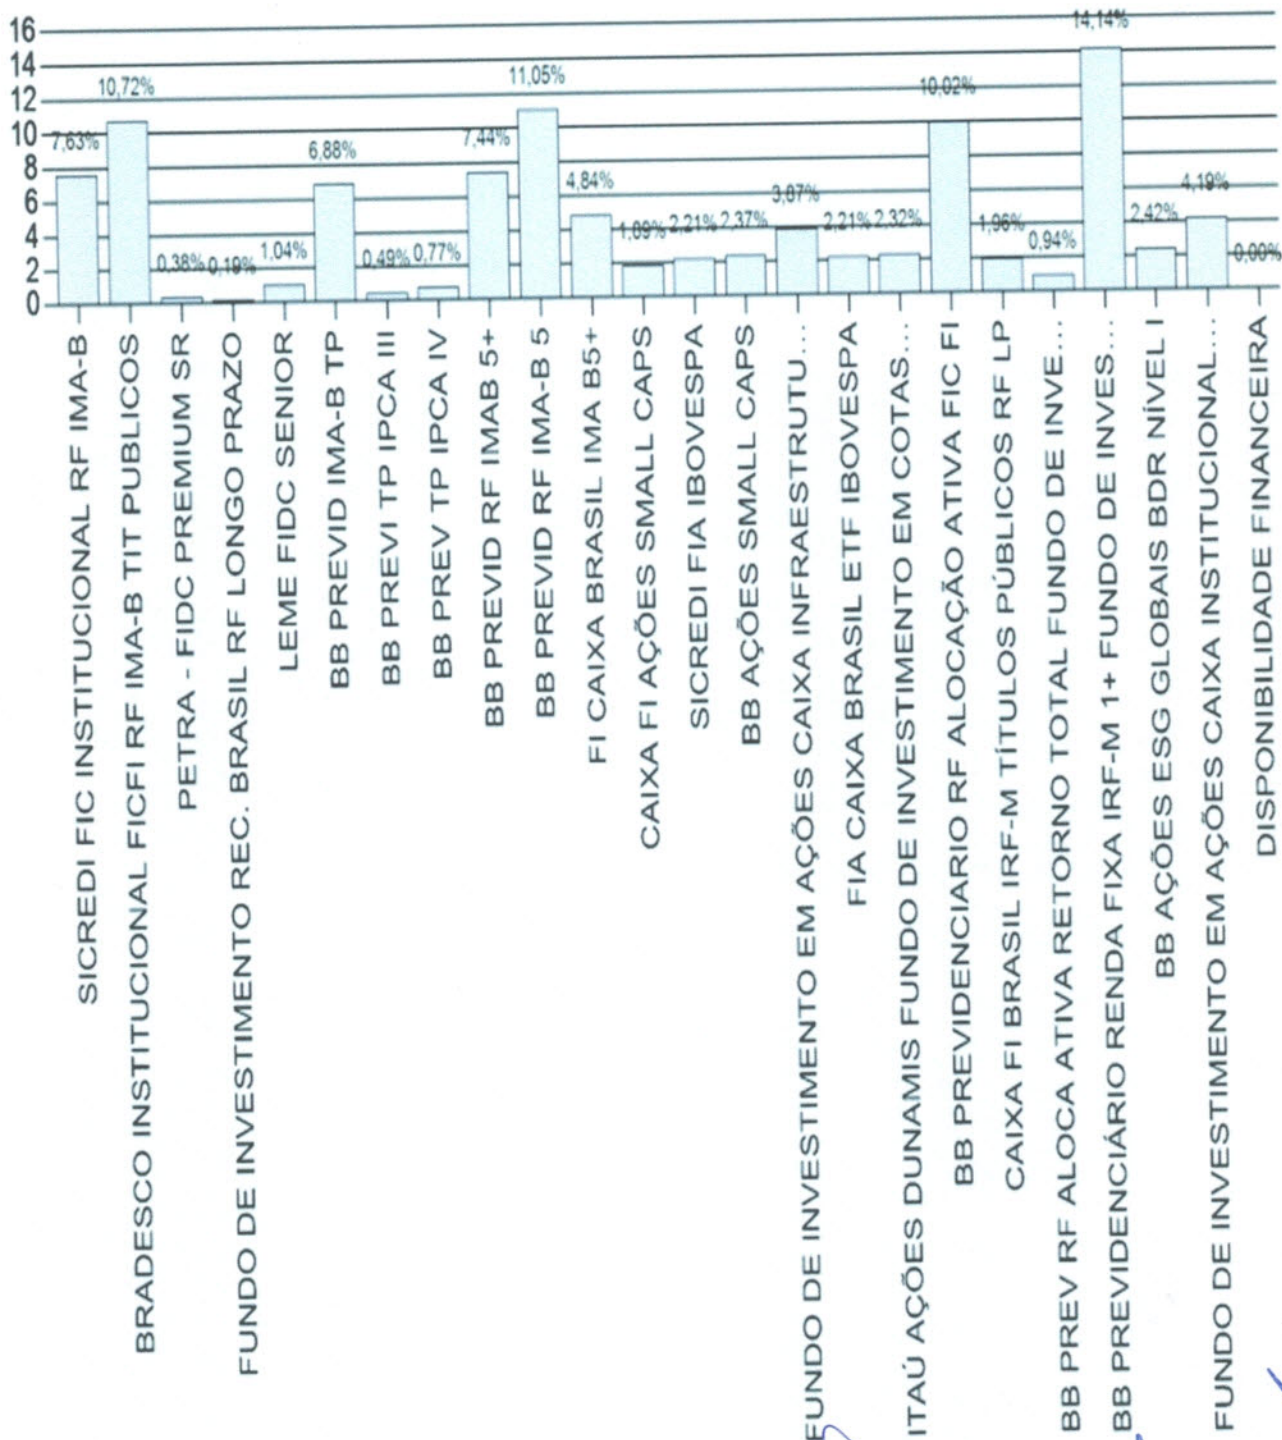 16
14
12
10
8
6
4
2
0
7,63%
10,72%
0,38%
0,19%
1,04%
6,88%
0,49%
0,77%
7,44%
11,05%
4,84%
2,21%
2,37%
2,21%
2,32%
10,02%
1,96%
0,94%
14,14%
2,42%
4,19%
0,00%
SICREDI FIC INSTITUCIONAL RF IMA-B
BRADESCO INSTITUCIONAL FICFI RF IMA-B TIT PUBLICOS
PETRA - FIDC PREMIUM SR
FUNDO DE INVESTIMENTO REC. BRASIL RF LONGO PRAZO
LEME FIDC SENIOR
BB PREVID IMA-B TP
BB PREVI TP IPCA III
BB PREV TP IPCA IV
BB PREVID RF IMAB 5+
BB PREVID RF IMA-B 5
FI CAIXA BRASIL IMA B5+
CAIXA FI AÇÕES SMALL CAPS
SICREDI FIA IBOVESPA
BB AÇÕES SMALL CAPS
FUNDO DE INVESTIMENTO EM AÇÕES CAIXA INFRAESTRUTU...
FIA CAIXA BRASIL ETF IBOVESPA
ITAÚ AÇÕES DUNAMIS FUNDO DE INVESTIMENTO EM COTAS...
BB PREVIDENCIARIO RF ALOCAÇÃO ATIVA FIC FI
CAIXA FI BRASIL IRF-M TÍTULOS PÚBLICOS RF LP
BB PREV RF ALOCA ATIVA RETORNO TOTAL FUNDO DE INVE...
BB PREVIDENCIÁRIO RENDA FIXA IRF-M 1+ FUNDO DE INVES...
BB AÇÕES ESG GLOBAIS BDR NÍVEL I
FUNDO DE INVESTIMENTO EM AÇÕES CAIXA INSTITUCIONAL...
DISPONIBILIDADE FINANCEIRA